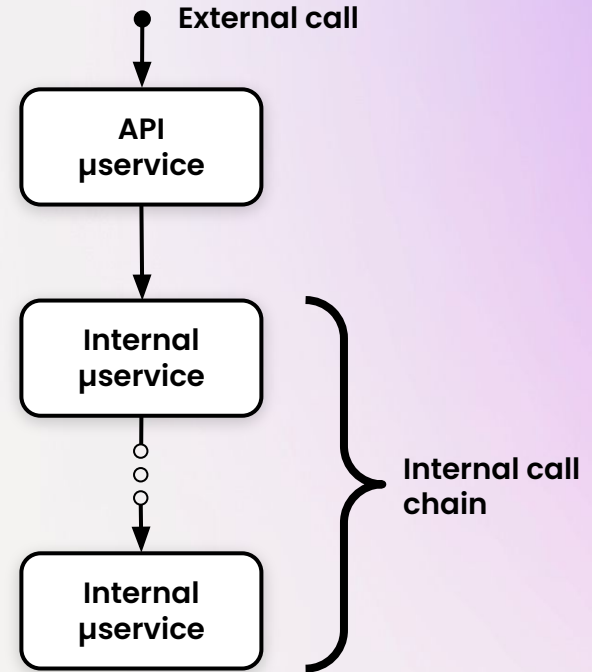 External call
API
µservice
Internal
µservice
Internal call
chain
Internal
µservice